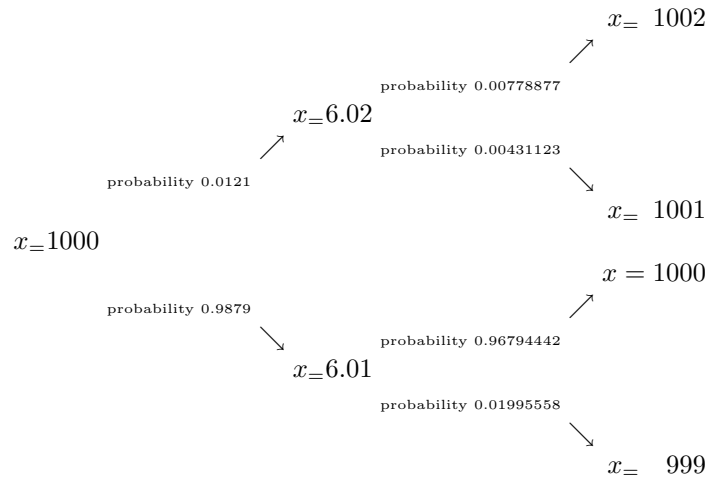 x= 1002
probability 0.00778877
x=6.02
probability 0.00431123
probability 0.0121
x= 1001
x=1000
x = 1000
probability 0.9879
probability 0.96794442
x=6.01
probability 0.01995558
x= 999